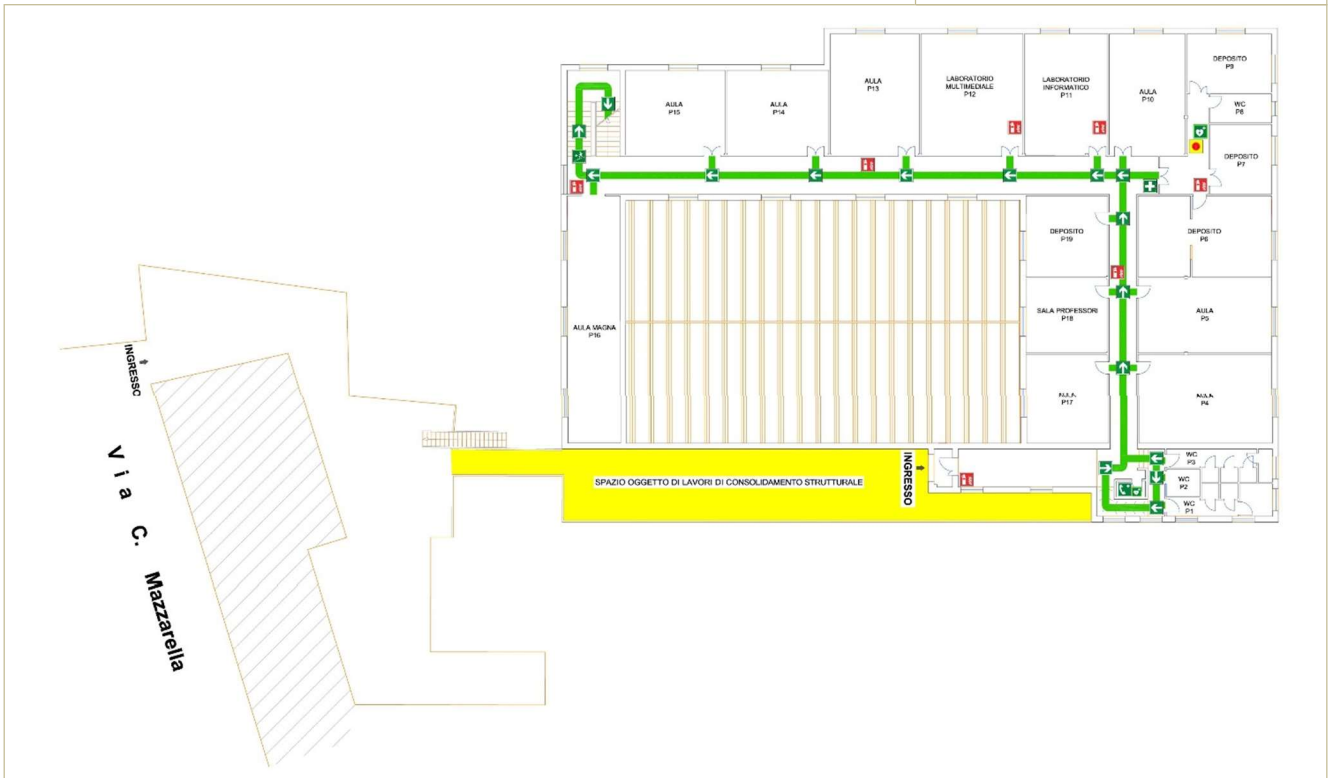 DEPOSITO
P9
AULA
P13
LABORATORIO
MULTIMEDIALE
P12
LABORATORIO
INFORMATICO
P11
AULA
P10
AULA
P15
AULA
P14
WC
P8
DEPOSITO
P7
DEPOSITO
P19
DEPOSITO
P6
SALA PROFESSORI
P18
AULA
P5
AULA MAGNA
P16
AULA
P17
AULA
P4
INGRESSO
Via C. Mazzarella
SPAZIO OGGETTO DI LAVORI DI CONSOLIDAMENTO STRUTTURALE
INGRESSO
WC
P3
WC
P2
WC
P1